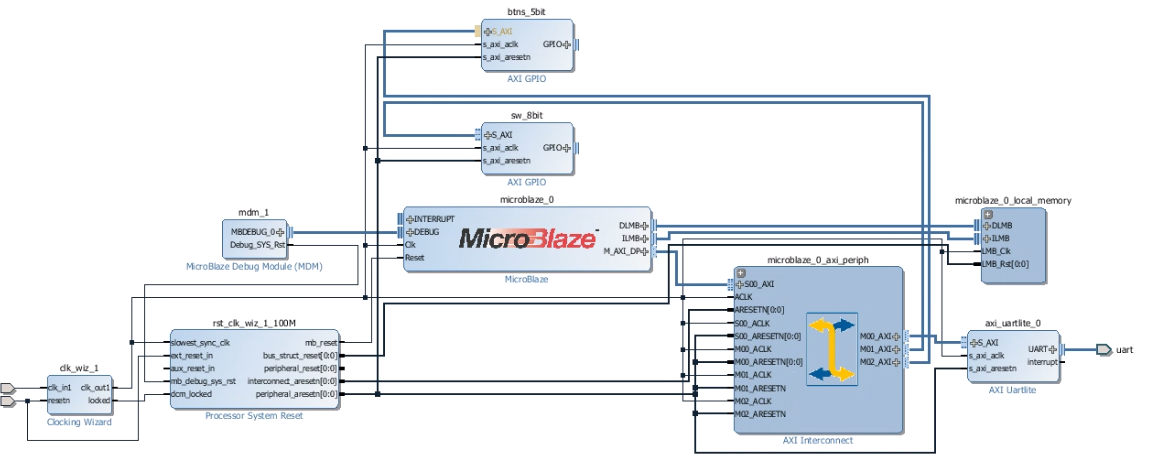 btns_5bit
S_AXI
s_axi_aclk GPIO
s_axi_aresetn
AXI GPIO
sw_8bit
S_AXI
s_axi_aclk GPIO
s_axi_aresetn
AXI GPIO
mdm_1
MBDEBUG_0
Debug_SYS_Rst
MicroBlaze Debug Module (MDM)
microblaze_0
INTERRUPT DLMB
DEBUG ILMB
Clk M_AXI_DP
Reset
MicroBlaze
MicroBlaze
microblaze_0_local_memory
DLMB
ILMB
LMB_Clk
LMB_Rst[0:0]
microblaze_0_axi_periph
S00_AXI
ACLK
ARESETN[0:0]
S00_ACLK
S00_ARESETN[0:0] M00_AXI
M00_ACLK M01_AXI
M00_ARESETN[0:0] M02_AXI
M01_ACLK
M01_ARESETN
M02_ACLK
M02_ARESETN
AXI Interconnect
axi_uartlite_0
S_AXI UART
s_axi_aclk interrupt
s_axi_aresetn
AXI Uartlite
uart
rst_clk_wiz_1_100M
slowest_sync_clk mb_reset
ext_reset_in bus_struct_reset[0:0]
aux_reset_in peripheral_reset[0:0]
mb_debug_sys_rst interconnect_aresetn[0:0]
dcm_locked peripheral_aresetn[0:0]
Processor System Reset
clk_wiz_1
clk_in1 clk_out1
resetn locked
Clocking Wizard